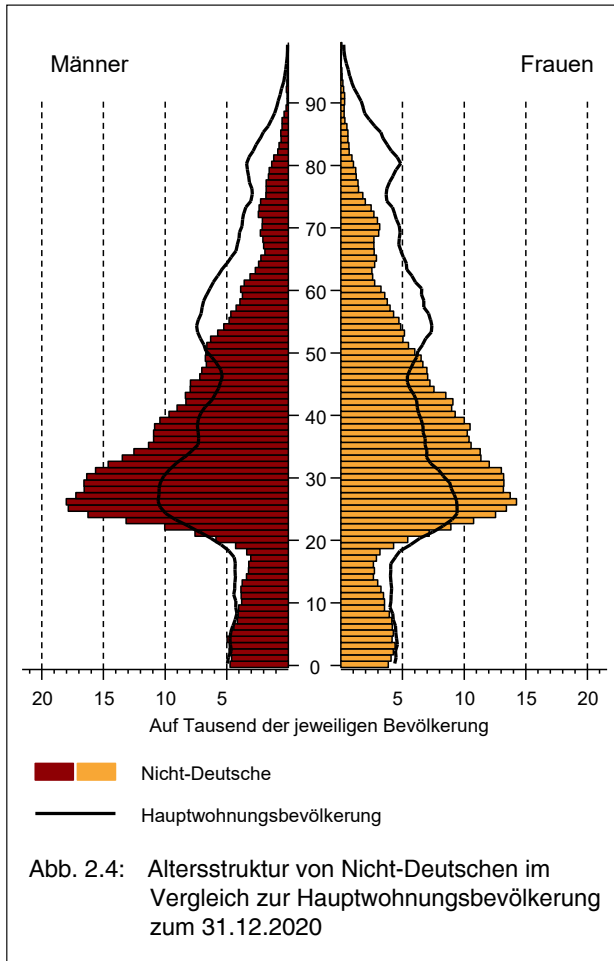 Männer Frauen
90
80
70
60
50
40
30
20
10
0
20 15 10 5 5 10 15 20
Auf Tausend der jeweiligen Bevölkerung
Nicht-Deutsche
Hauptwohnungsbevölkerung
Abb. 2.4: Altersstruktur von Nicht-Deutschen im
Vergleich zur Hauptwohnungsbevölkerung
zum 31.12.2020